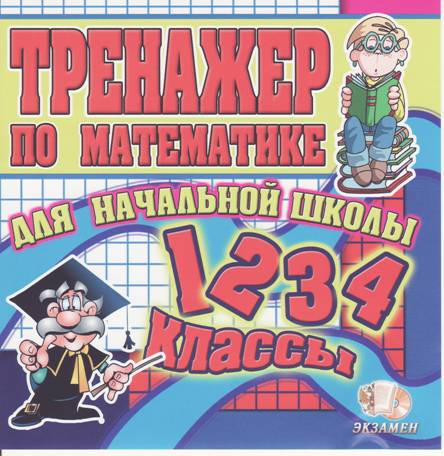 ТРЕНАЖЕР
ПО МАТЕМАТИКЕ
ДЛЯ НАЧАЛЬНОЙ ШКОЛЫ
1 2 3 4
Классы
ЭКЗАМЕН